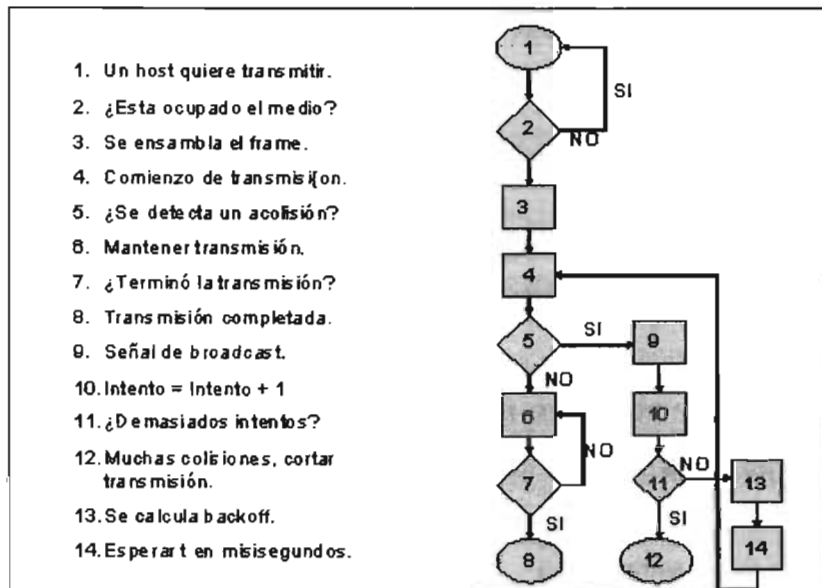 1. Un host quiere transmitir.
2. ¿Esta ocupado el medio?
3. Se ensambla el frame.
4. Comienzo de transmisi{on.
5. ¿Se detecta un acolisión?
6. Mantener transmisión.
7. ¿Terminó la transmisión?
8. Transmisión completada.
9. Señal de broadcast.
10. Intento = Intento + 1
11. ¿Demasiados intentos?
12. Muchas colisiones, cortar
transmisión.
13. Se calcula backoff.
14. Esperar t en misisegundos.
1
SI
2
NO
3
4
5
SI
9
NO
6
10
NO
7
11
NO
13
SI
SI
8
12
14